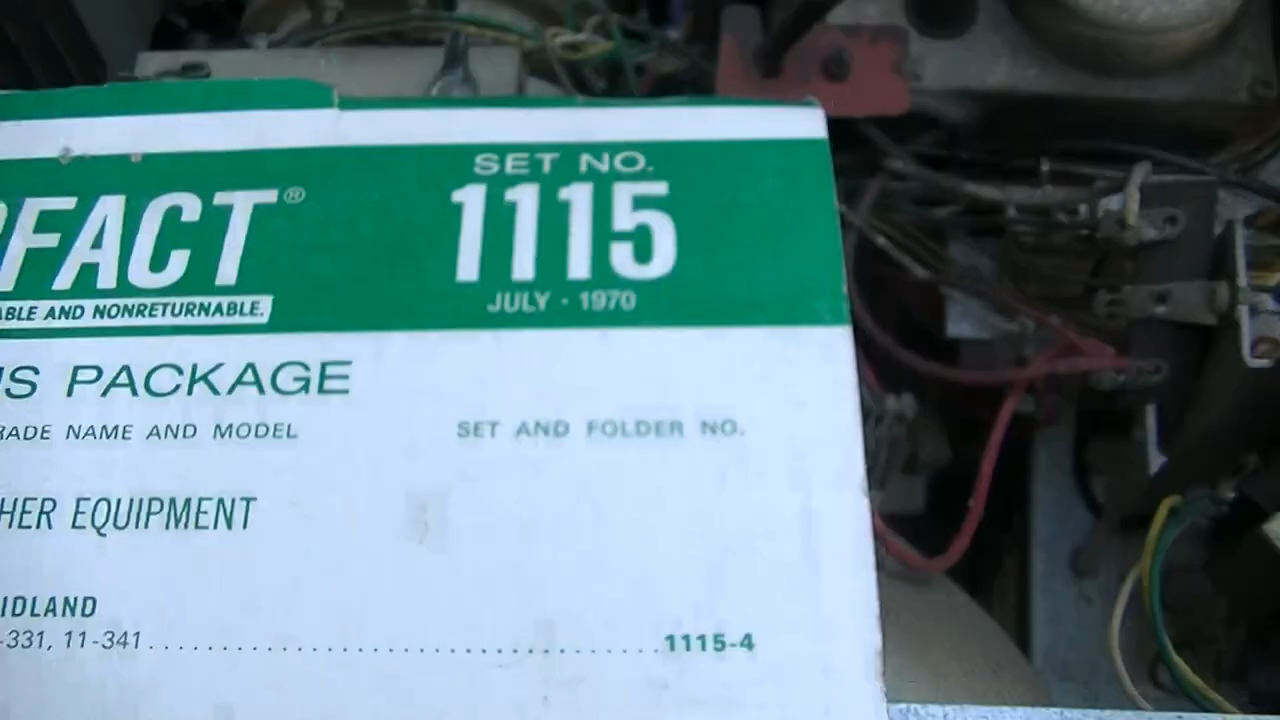 SET NO.
FACT® 1115
JULY · 1970
ABLE AND NONRETURNABLE.
S PACKAGE
RADE NAME AND MODEL SET AND FOLDER NO.
HER EQUIPMENT
IDLAND
-331, 11-341 1115-4